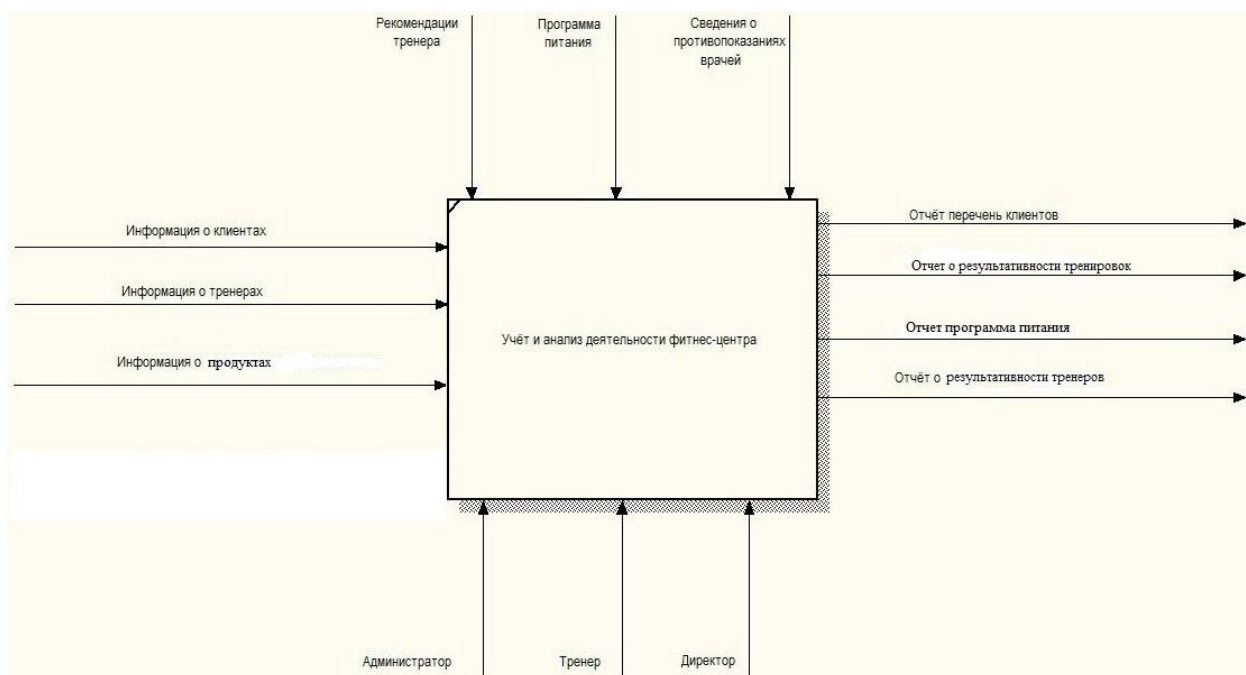 Рекомендации
тренера
Программа
питания
Сведения о
противопоказаниях
врачей
Информация о клиентах
Информация о тренерах
Информация о продуктах
Учёт и анализ деятельности фитнес-центра
Отчёт перечень клиентов
Отчет о результативности тренировок
Отчет программа питания
Отчёт о результативности тренеров
Администратор
Тренер
Директор